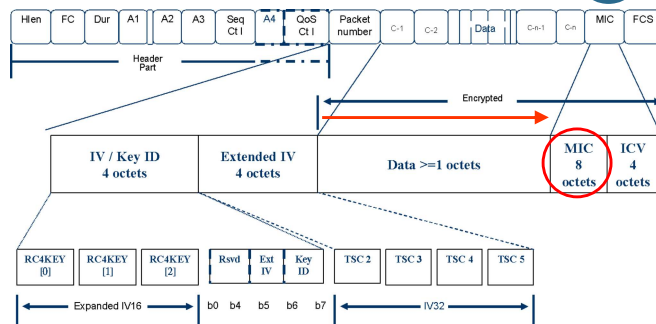 Hlen FC Dur A1 A2 A3 Seq Ct l A4 QoS Ct l Packet number C-1 C-2 Data C-n-1 C-n MIC FCS
Header Part
Encrypted
IV / Key ID 4 octets Extended IV 4 octets Data >=1 octets MIC 8 octets ICV 4 octets
RC4KEY [0] RC4KEY [1] RC4KEY [2] Rsvd Ext IV Key ID TSC 2 TSC 3 TSC 4 TSC 5
Expanded IV16 b0 b4 b5 b6 b7 IV32